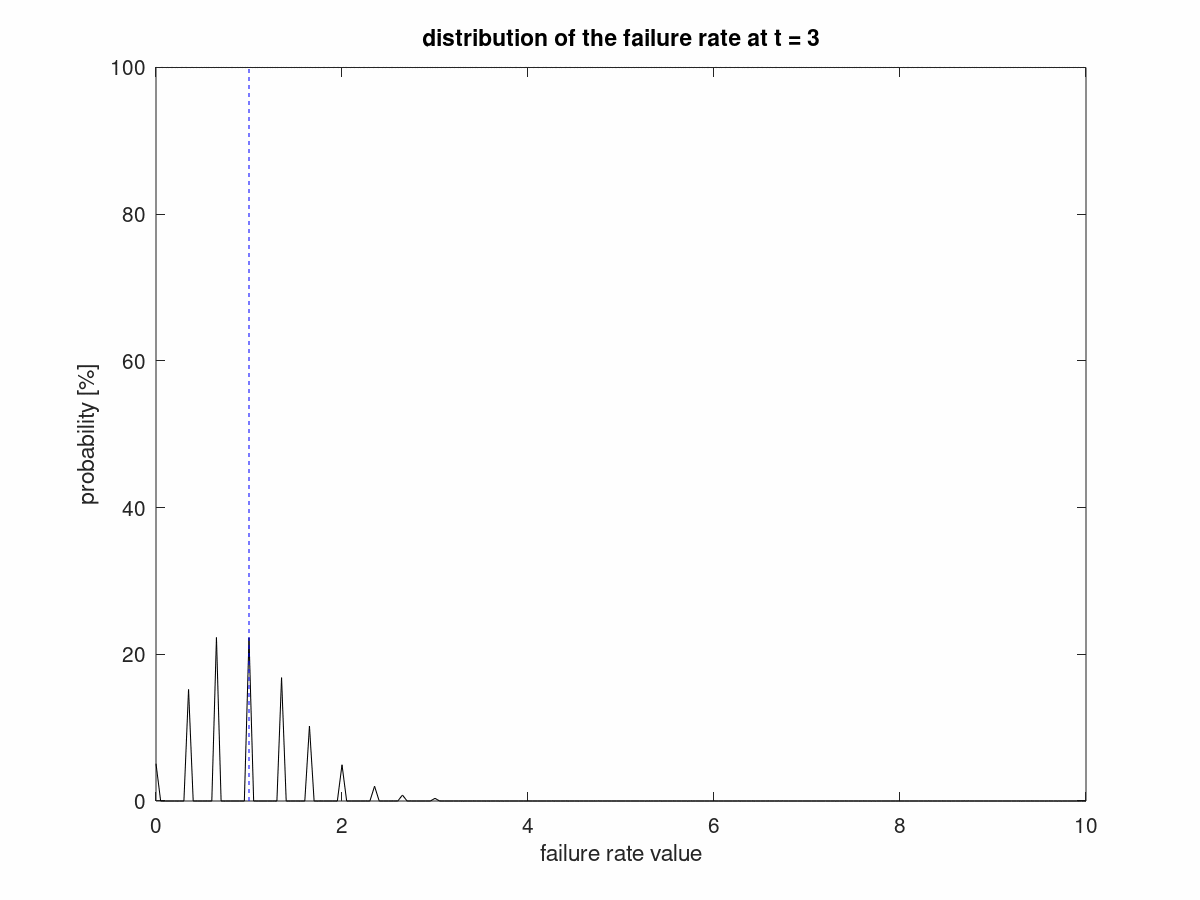 distribution of the failure rate at t = 3
100
80
60
40
20
0
probability [%]
0 2 4 6 8 10
failure rate value